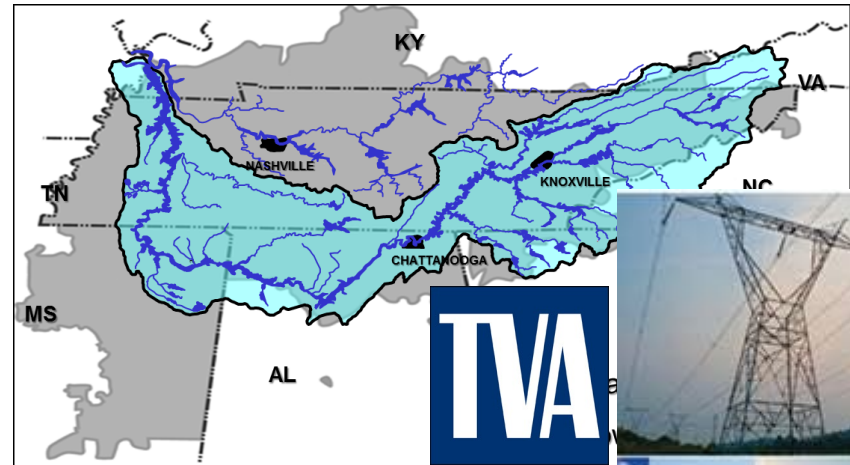 KY
VA
NASHVILLE
KNOXVILLE
TN
NC
CHATTANOOGA
MS
AL
TVA